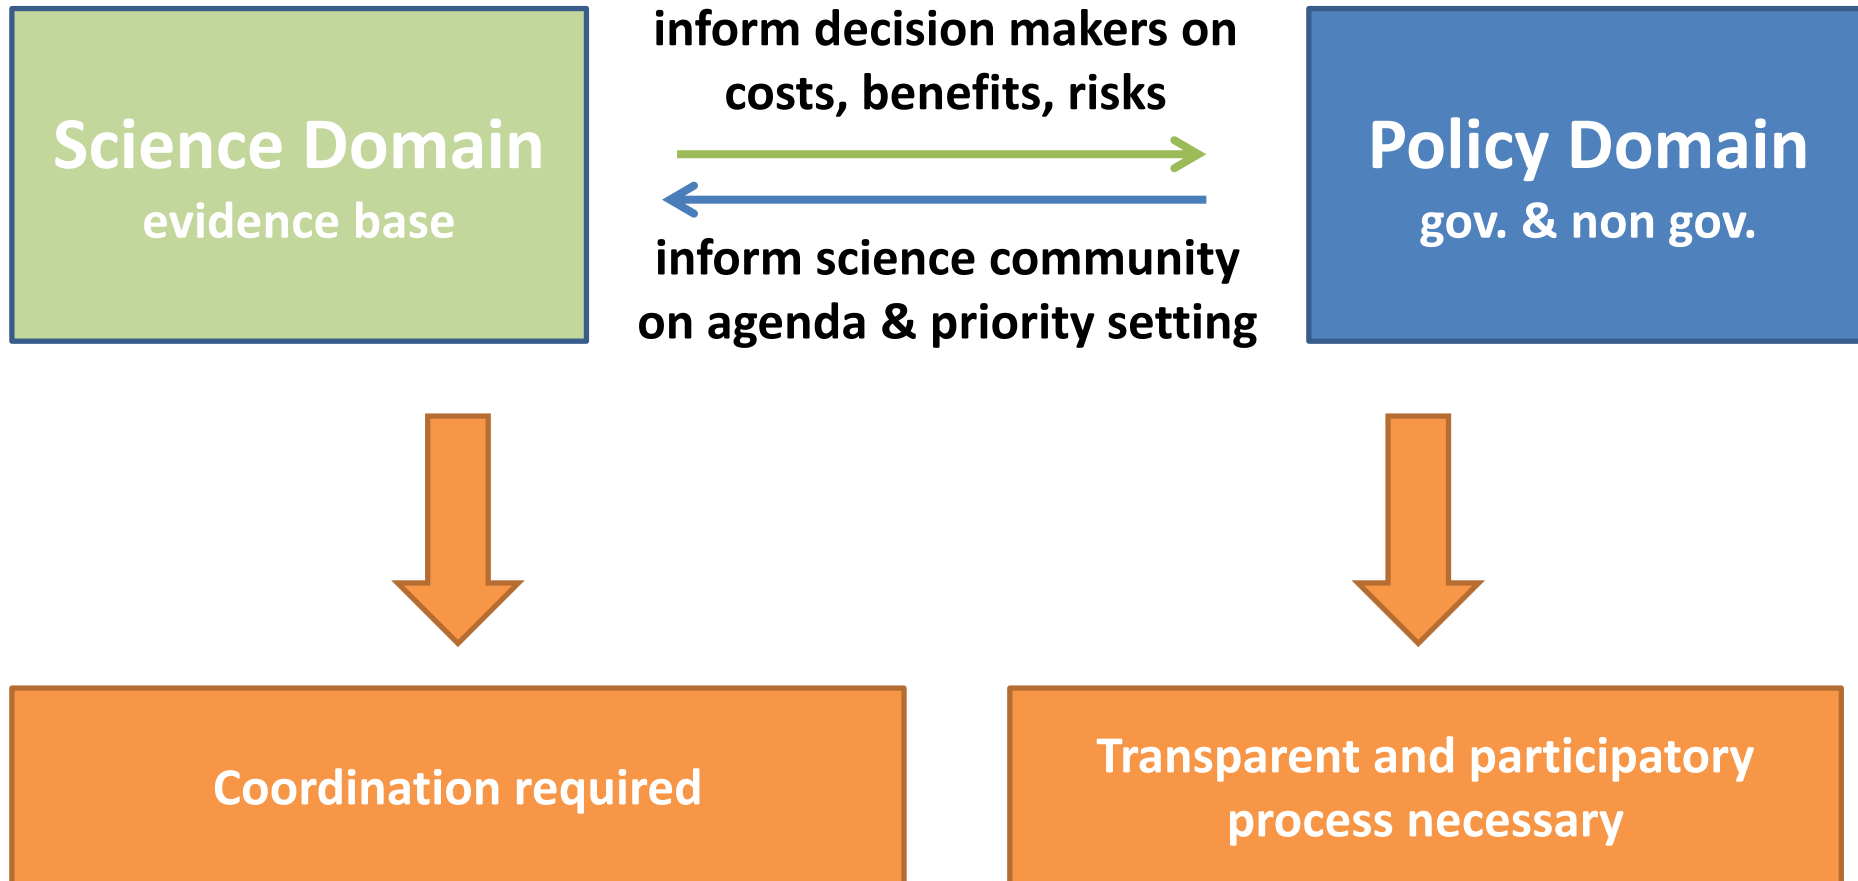 Science Domain
evidence base
inform decision makers on
costs, benefits, risks
inform science community
on agenda & priority setting
Policy Domain
gov. & non gov.
Coordination required
Transparent and participatory
process necessary